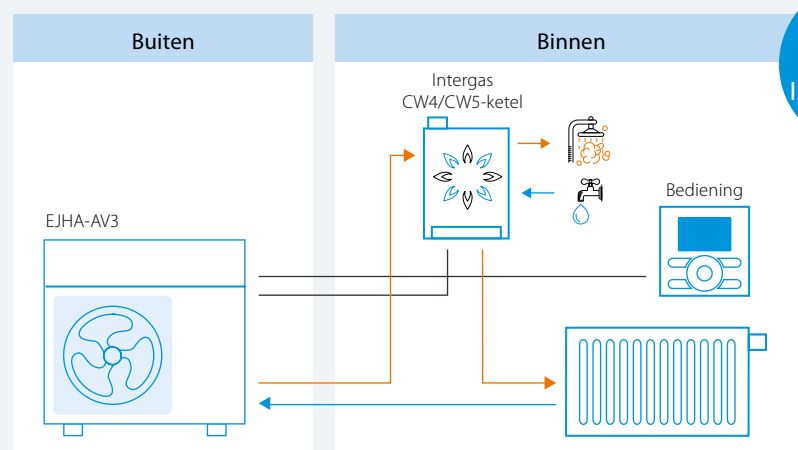 Buiten
Binnen
Intergas
CW4/CW5-ketel
Bediening
EJHA-AV3